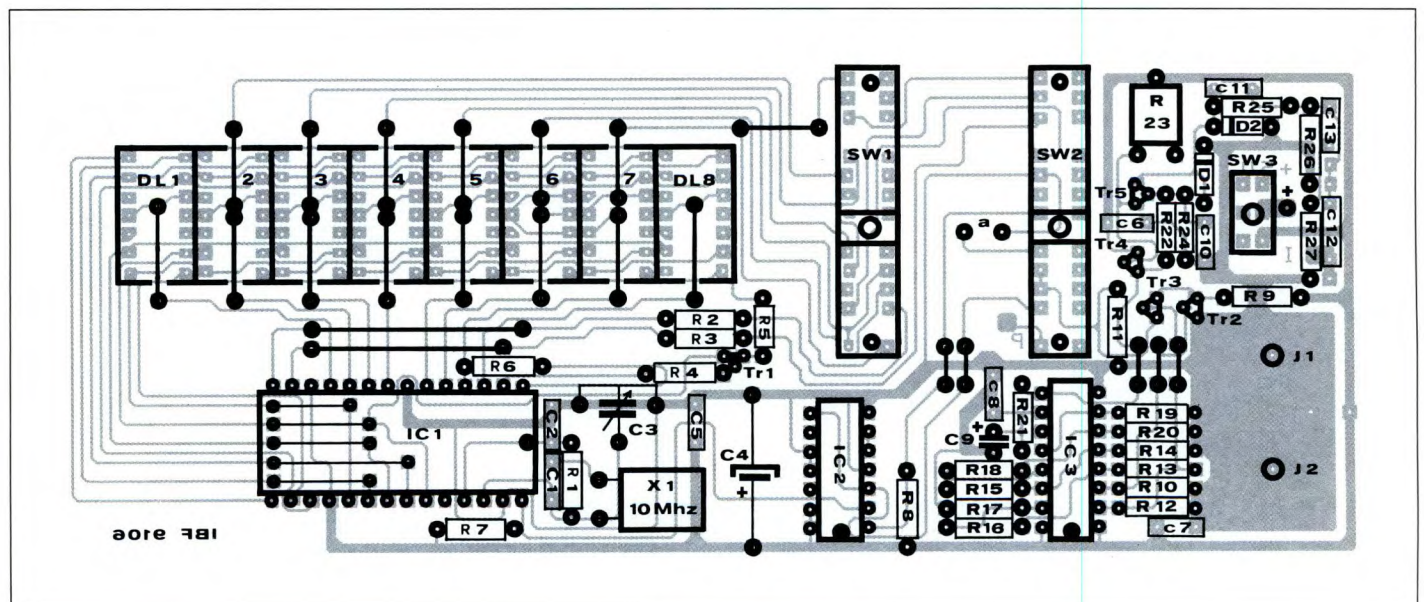 DL1 2 3 4 5 6 7 DL8
SW1
SW2
R
23
c11
R25
D2
c13
R26
SW3
+
+
D1
Tr5
c6
R22
R24
c10
Tr4
R27
c12
I
a
Tr3
R9
Tr2
R11
R2
R3
R5
R6
R4
Tr1
J1
IC1
C2
C3
C5
C4
+
IC2
c8
R21
C9
+
IC3
R19
R20
R14
R13
R10
R12
c7
J2
R18
R15
R17
R16
R8
C1
R1
X1
10Mhz
R7
IBF 9106